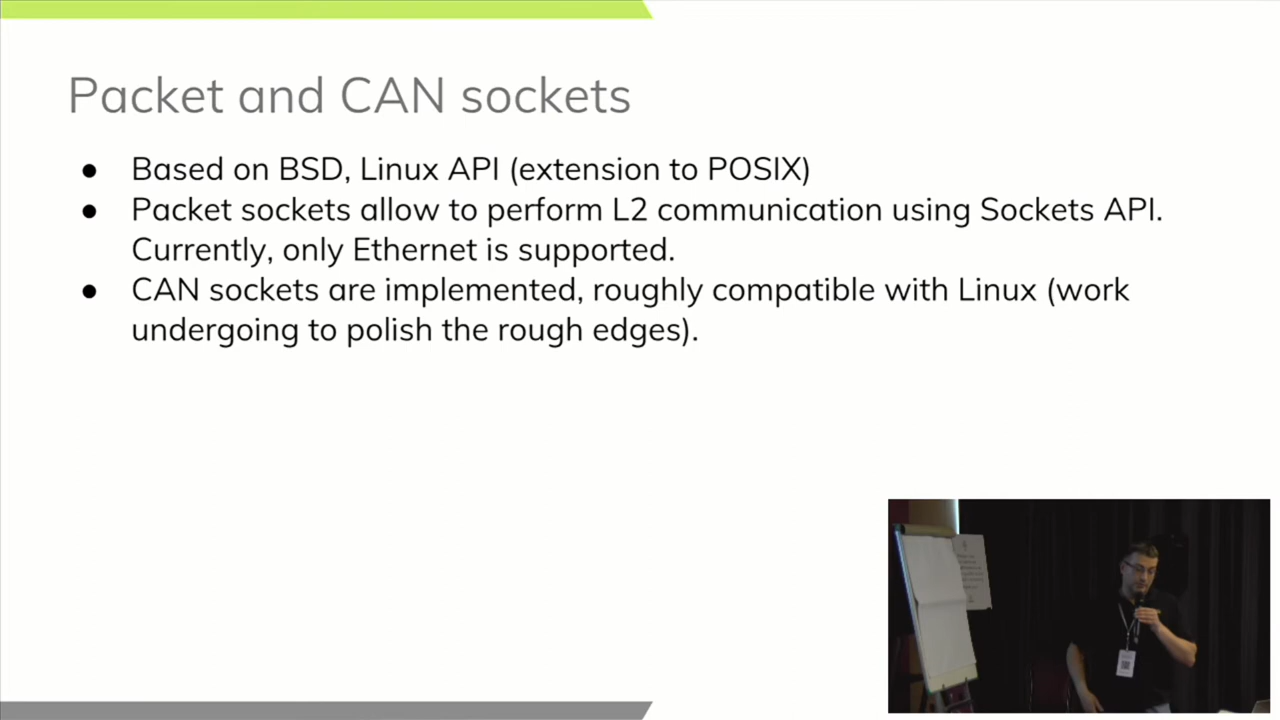 Packet and CAN sockets
● Based on BSD, Linux API (extension to POSIX)
● Packet sockets allow to perform L2 communication using Sockets API.
Currently, only Ethernet is supported.
● CAN sockets are implemented, roughly compatible with Linux (work
undergoing to polish the rough edges).